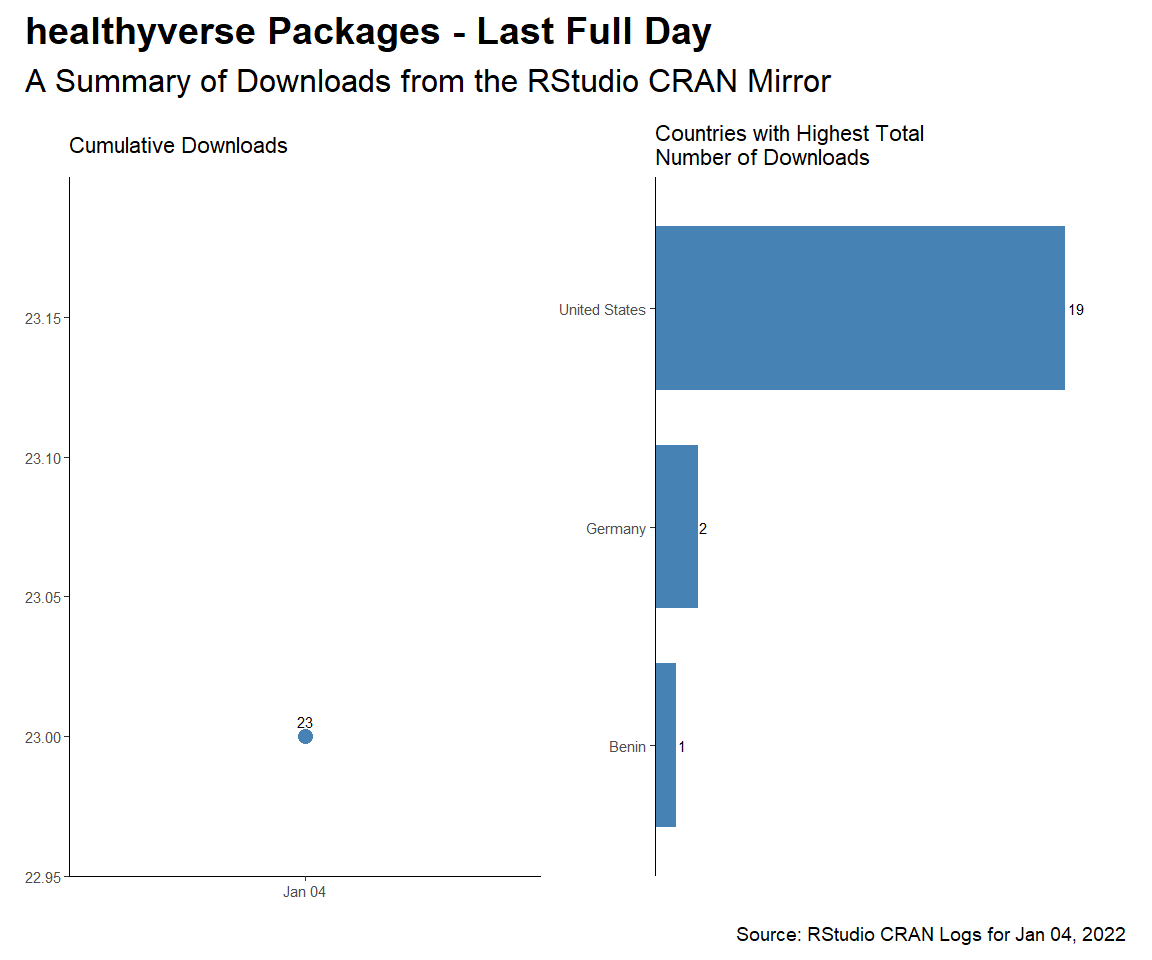 healthyverse Packages - Last Full Day
A Summary of Downloads from the RStudio CRAN Mirror
Cumulative Downloads
23.15
23.10
23.05
23.00
22.95
23
Jan 04
Countries with Highest Total
Number of Downloads
United States
19
Germany
2
Benin
1
Source: RStudio CRAN Logs for Jan 04, 2022